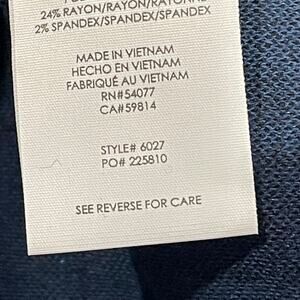 24% RAYON/RAYON/RAYONNE
2% SPANDEX/SPANDEX/SPANDEX
MADE IN VIETNAM
HECHO EN VIETNAM
FABRIQUÉ AU VIETNAM
RN#54077
CA#59814
STYLE# 6027
PO# 225810
SEE REVERSE FOR CARE